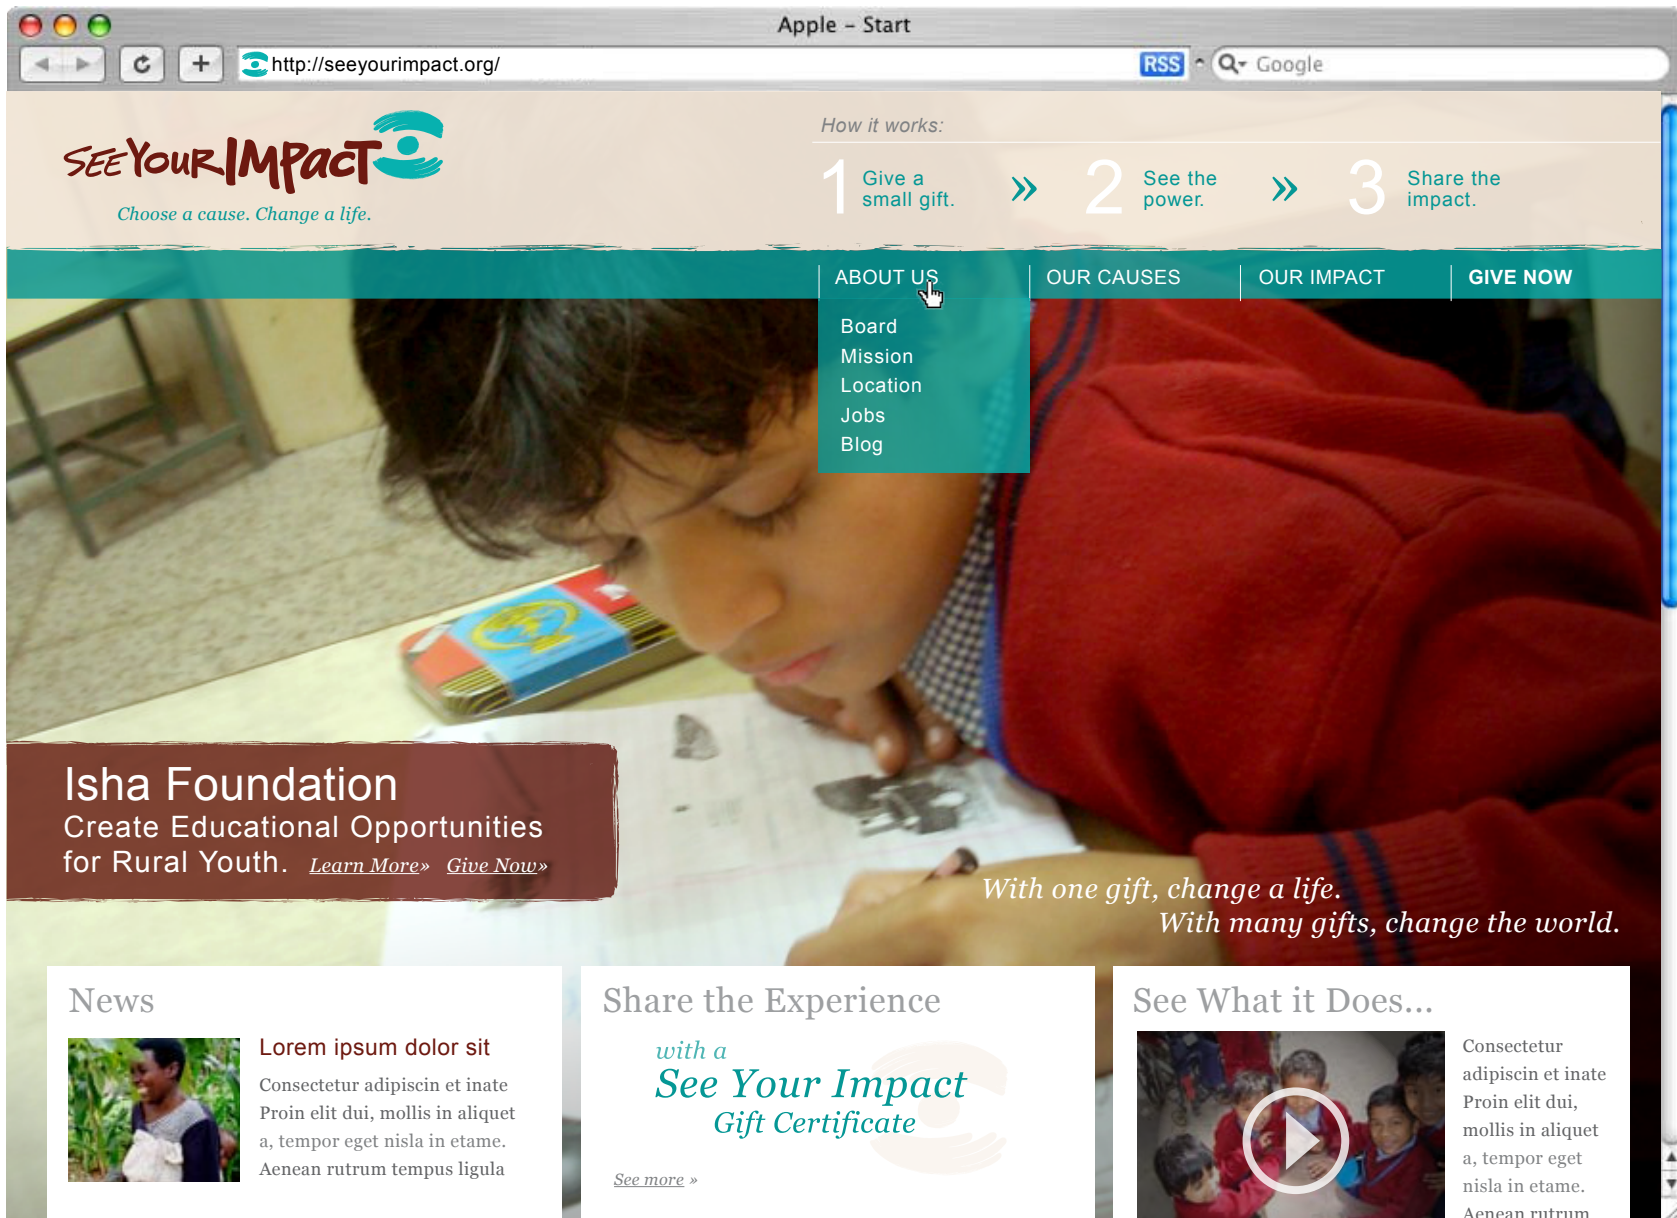 Apple – Start
http://seeyourimpact.org/
RSS
Google
SEE YOUR IMPACT
Choose a cause. Change a life.
How it works:
1 Give a small gift. » 2 See the power. » 3 Share the impact.
ABOUT US
OUR CAUSES
OUR IMPACT
GIVE NOW
Board
Mission
Location
Jobs
Blog
Isha Foundation
Create Educational Opportunities
for Rural Youth. Learn More» Give Now»
With one gift, change a life.
With many gifts, change the world.
News
Lorem ipsum dolor sit
Consectetur adipiscin et inate
Proin elit dui, mollis in aliquet
a, tempor eget nisla in etame.
Aenean rutrum tempus ligula
Share the Experience
with a
See Your Impact
Gift Certificate
See more »
See What it Does...
Consectetur
adipiscin et inate
Proin elit dui,
mollis in aliquet
a, tempor eget
nisla in etame.
Aenean rutrum